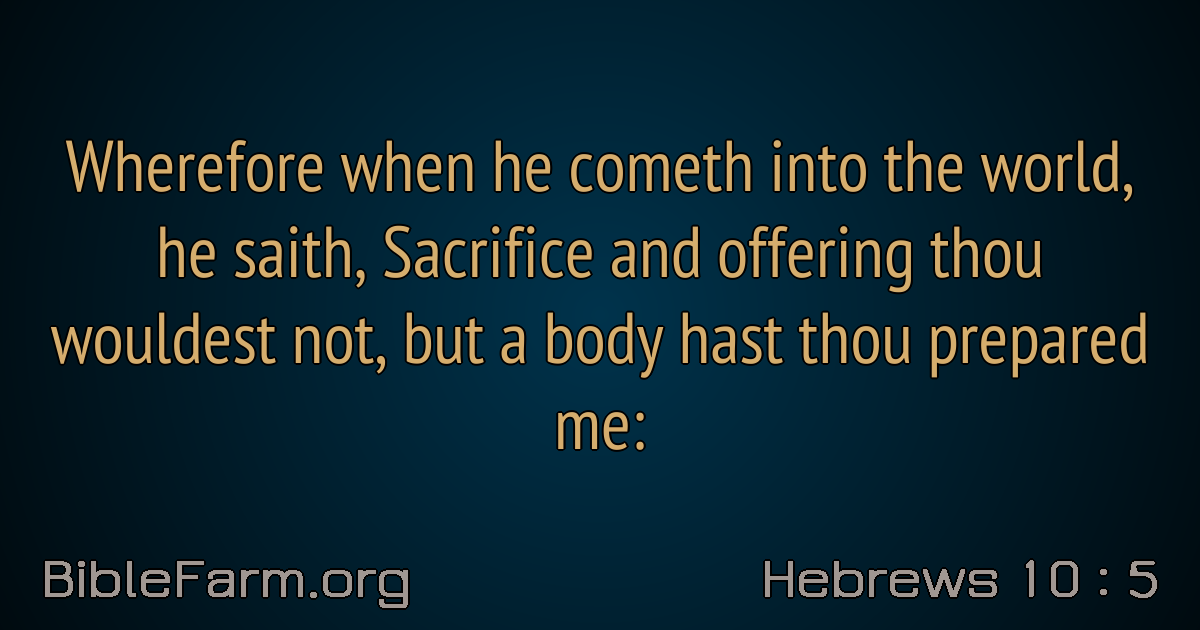 Wherefore when he cometh into the world,
he saith, Sacrifice and offering thou
wouldest not, but a body hast thou prepared
me:
BibleFarm.org
Hebrews 10 : 5